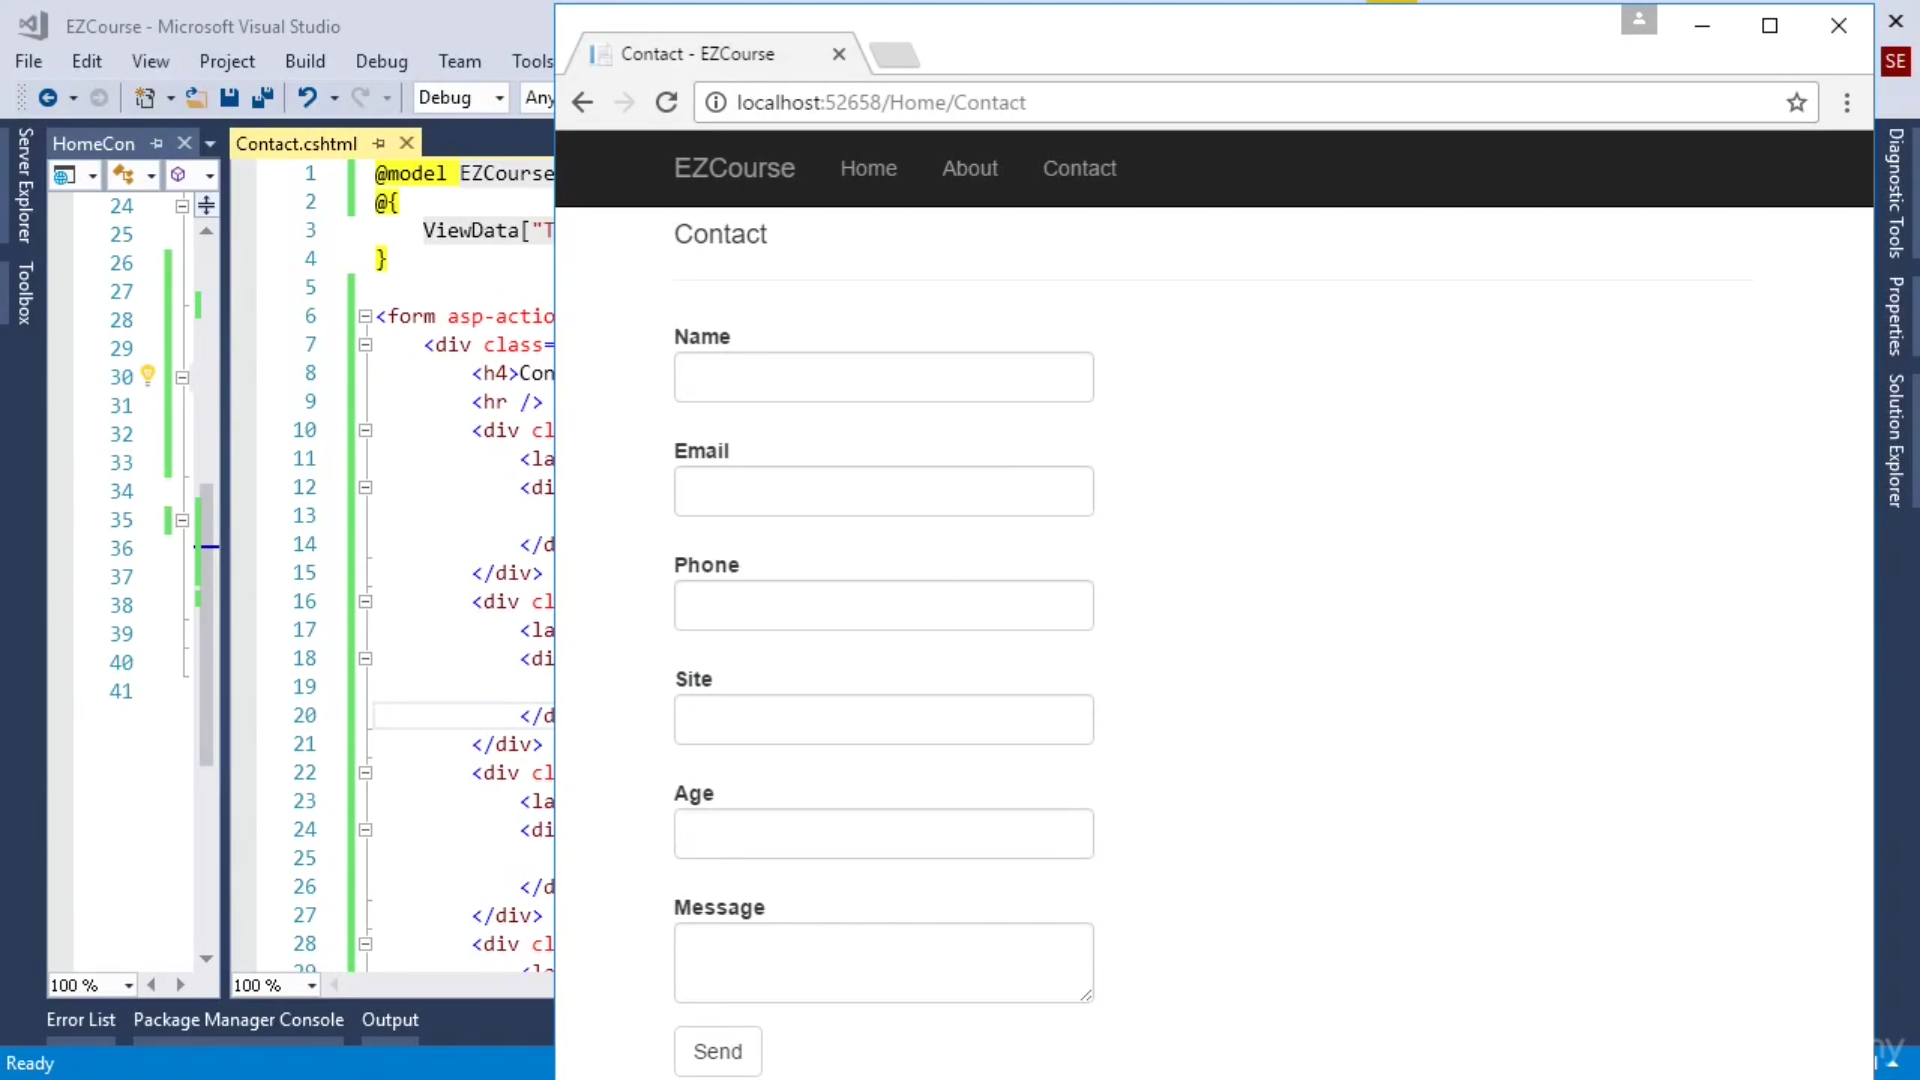 EZCourse - Microsoft Visual Studio
File Edit View Project Build Debug Team Tools
Debug Any
SE
Server Explorer
Toolbox
HomeCon
24
25
26
27
28
29
30
31
32
33
34
35
36
37
38
39
40
41
100 %
Contact.cshtml
1 @model EZCourse
2 @{
3 ViewData["T
4 }
5
6 <form asp-actio
7 <div class=
8 <h4>Con
9 <hr />
10 <div cl
11 <la
12 <di
13
14 </d
15 </div>
16 <div cl
17 <la
18 <di
19
20 </d
21 </div>
22 <div cl
23 <la
24 <di
25
26 </d
27 </div>
28 <div cl
29 <la
100 %
Error List Package Manager Console Output
Ready
Contact - EZCourse
localhost:52658/Home/Contact
EZCourse Home About Contact
Contact
Name
Email
Phone
Site
Age
Message
Send
Diagnostic Tools
Properties
Solution Explorer